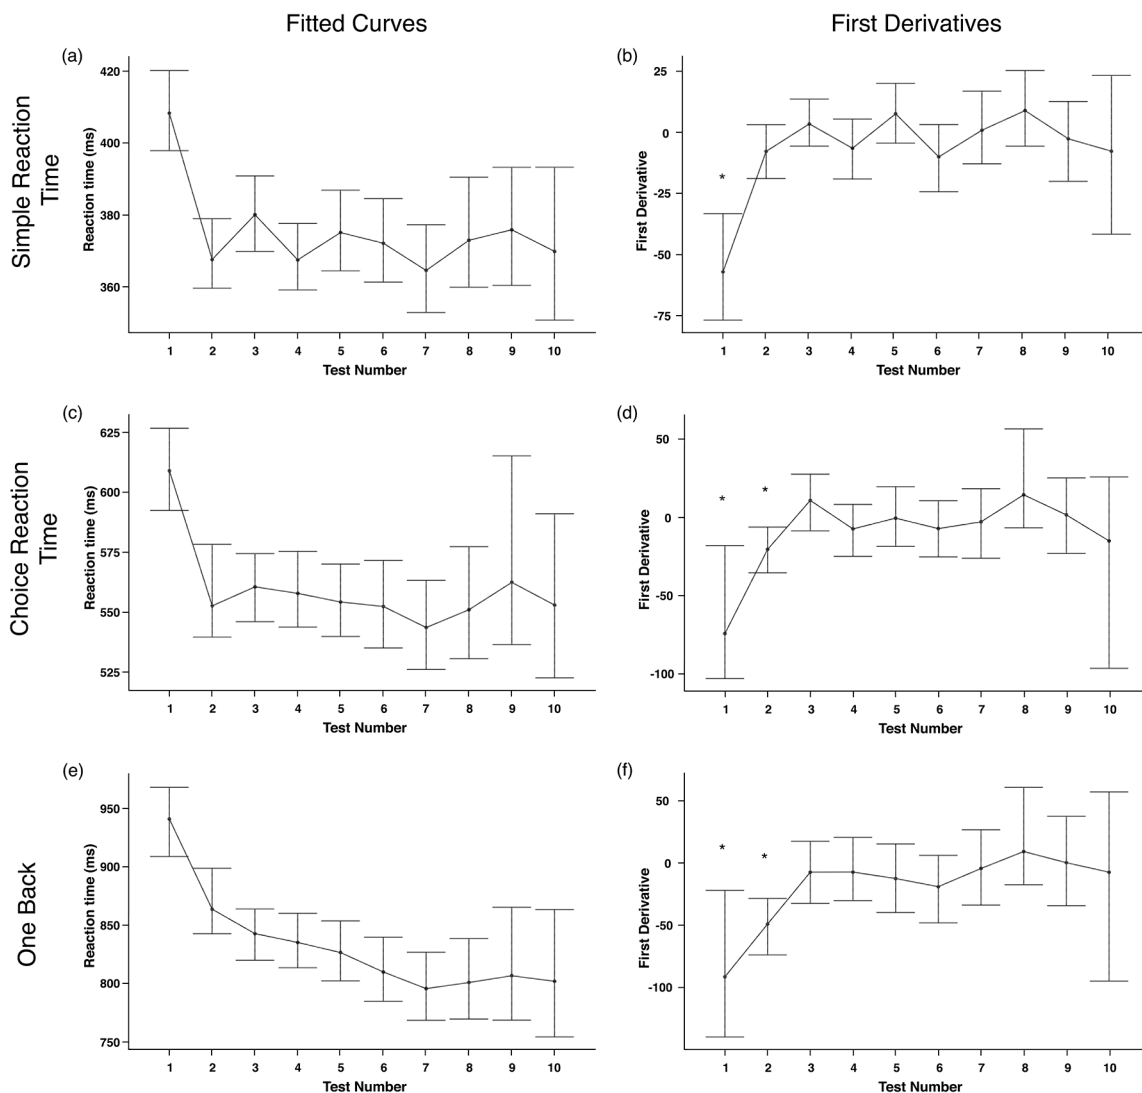 Fitted Curves
First Derivatives
Simple Reaction
Time
(a)
Reaction time (ms)
420
400
380
360
1 2 3 4 5 6 7 8 9 10
Test Number
(b)
First Derivative
25
0
-25
-50
-75
*
1 2 3 4 5 6 7 8 9 10
Test Number
Choice Reaction
Time
(c)
Reaction time (ms)
625
600
575
550
525
1 2 3 4 5 6 7 8 9 10
Test Number
(d)
First Derivative
50
0
-50
-100
* *
1 2 3 4 5 6 7 8 9 10
Test Number
One Back
(e)
Reaction time (ms)
950
900
850
800
750
1 2 3 4 5 6 7 8 9 10
Test Number
(f)
First Derivative
50
0
-50
-100
* *
1 2 3 4 5 6 7 8 9 10
Test Number